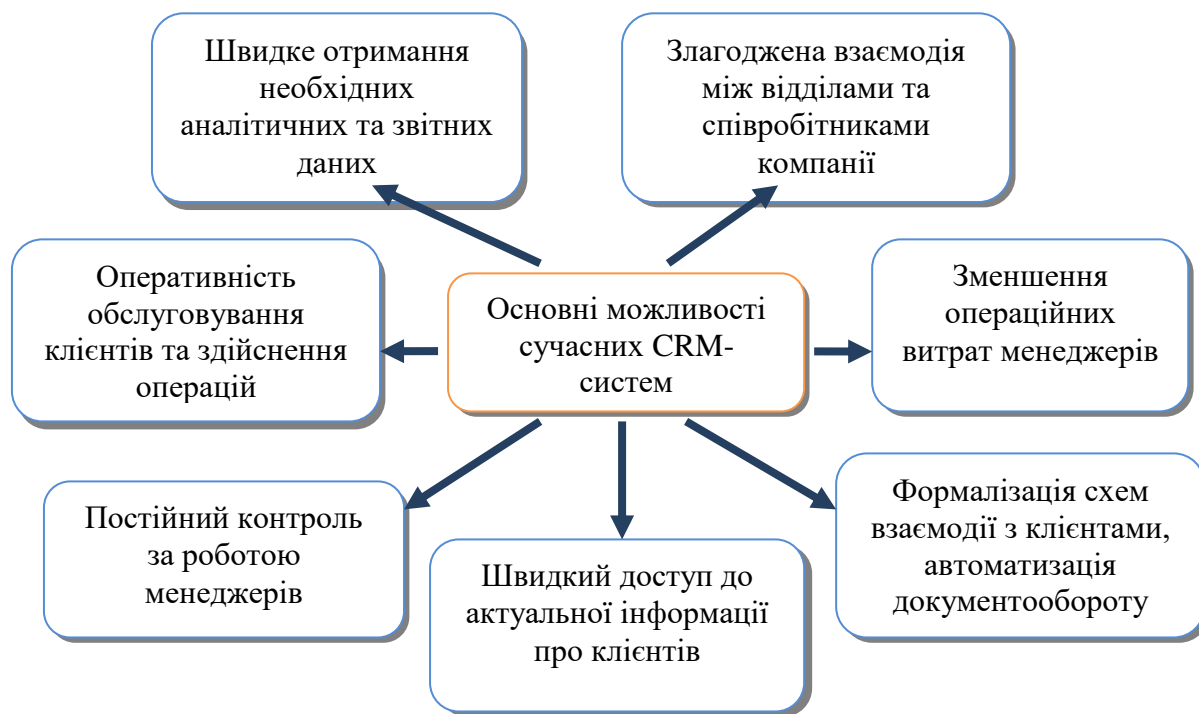 Швидке отримання
необхідних
аналітичних та звітних
даних
Злагоджена взаємодія
між відділами та
співробітниками
компанії
Оперативність
обслуговування
клієнтів та здійснення
операцій
Основні можливості
сучасних CRM-
систем
Зменшення
операційних
витрат менеджерів
Постійний контроль
за роботою
менеджерів
Швидкий доступ до
актуальної інформації
про клієнтів
Формалізація схем
взаємодії з клієнтами,
автоматизація
документообороту